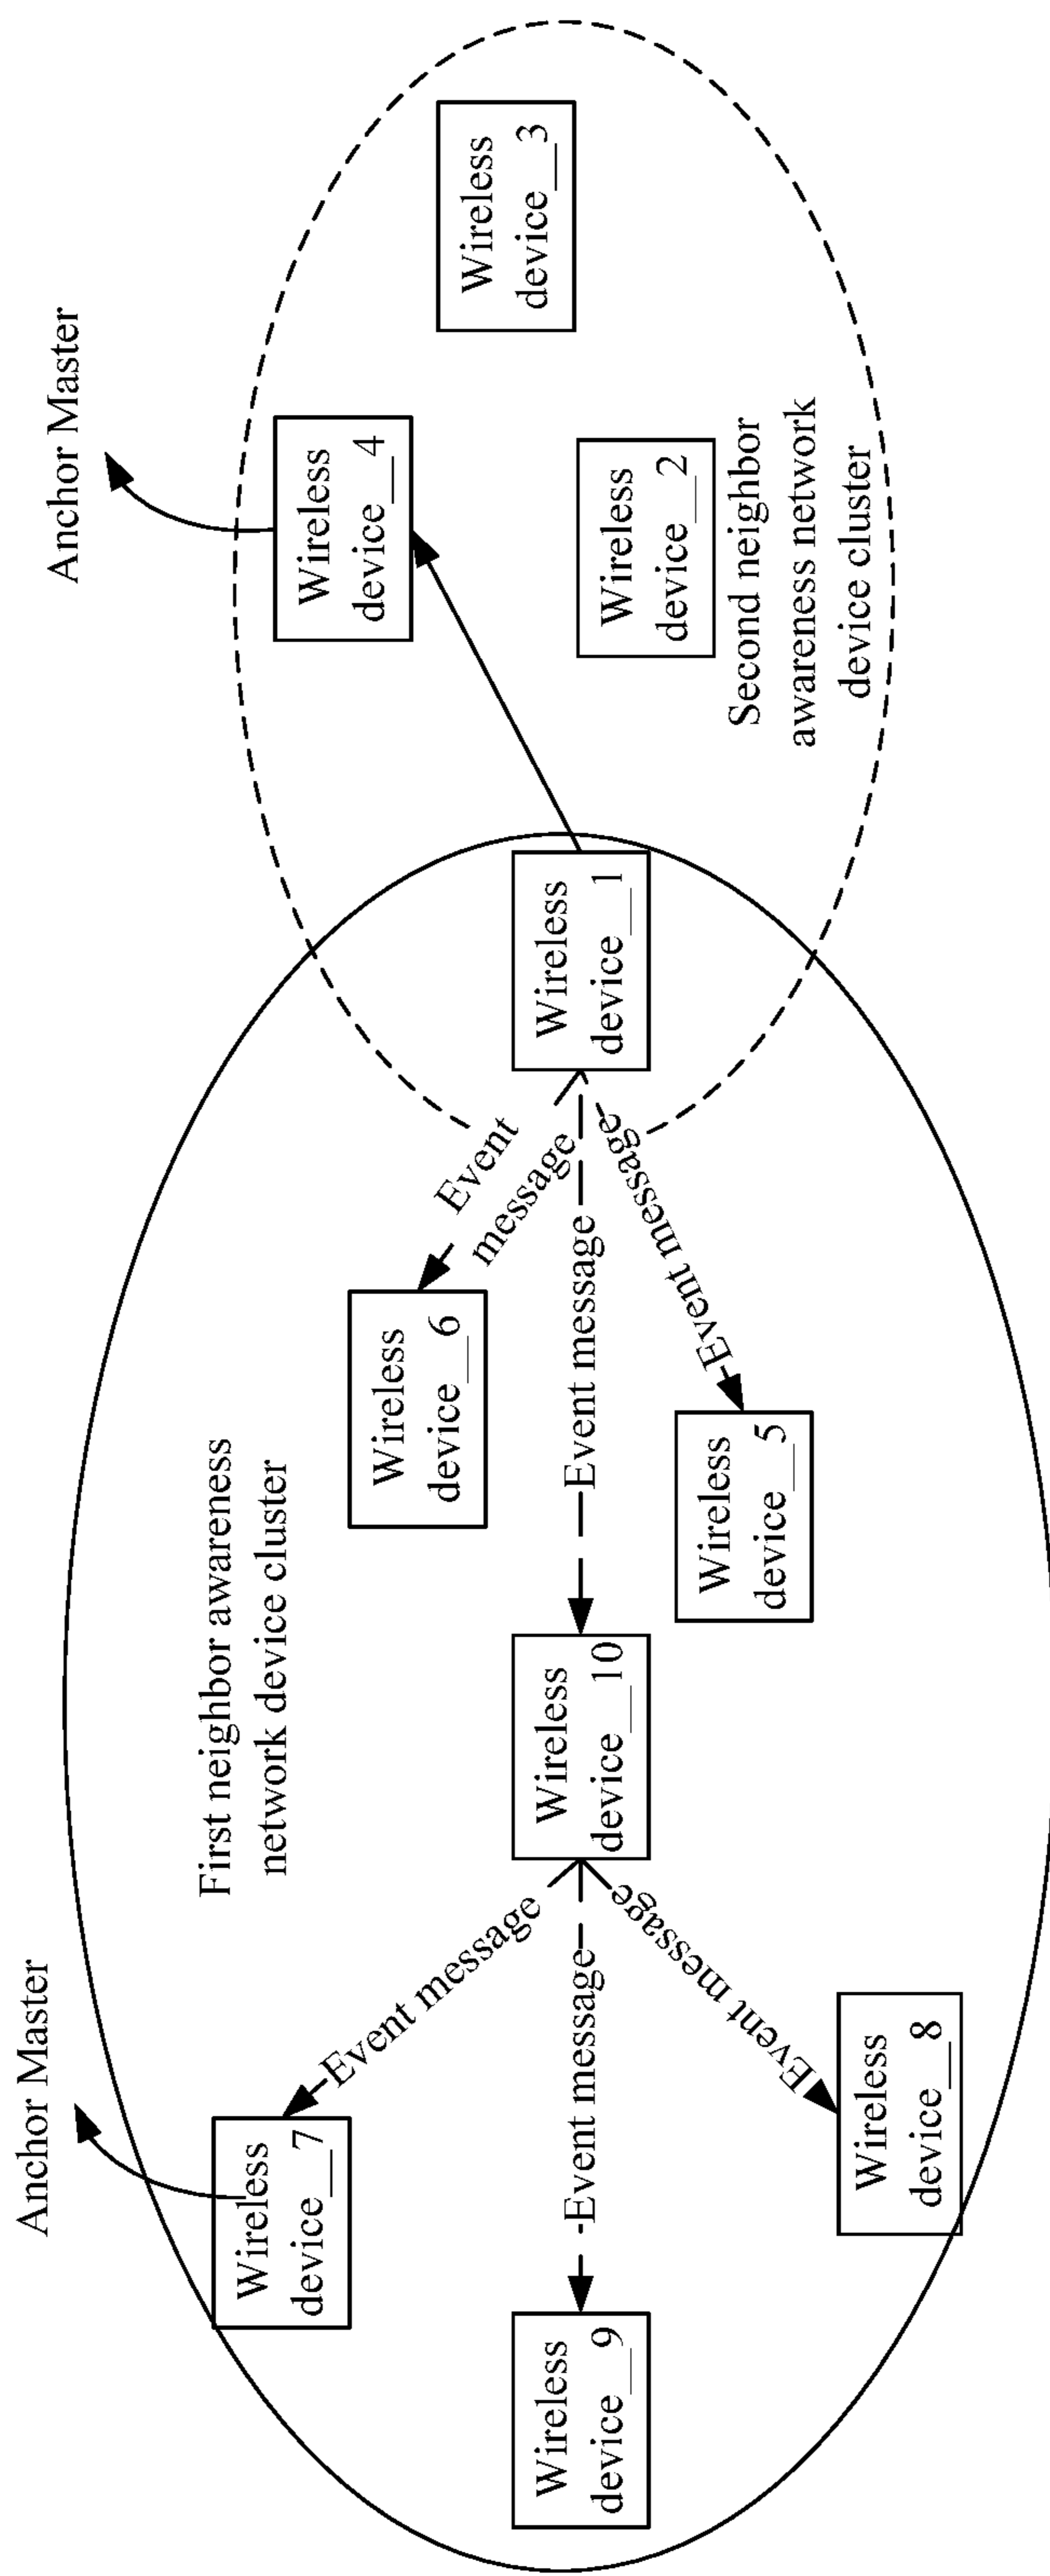 Anchor Master
Anchor Master
First neighbor awareness
network device cluster
Wireless
device__7
Wireless
device__9
Wireless
device__8
Event message
Event message
Event message
Wireless
device__10
Wireless
device__6
Wireless
device__5
Event
message
Event message
Event message
Wireless
device__1
Wireless
device__4
Wireless
device__3
Wireless
device__2
Second neighbor
awareness network
device cluster